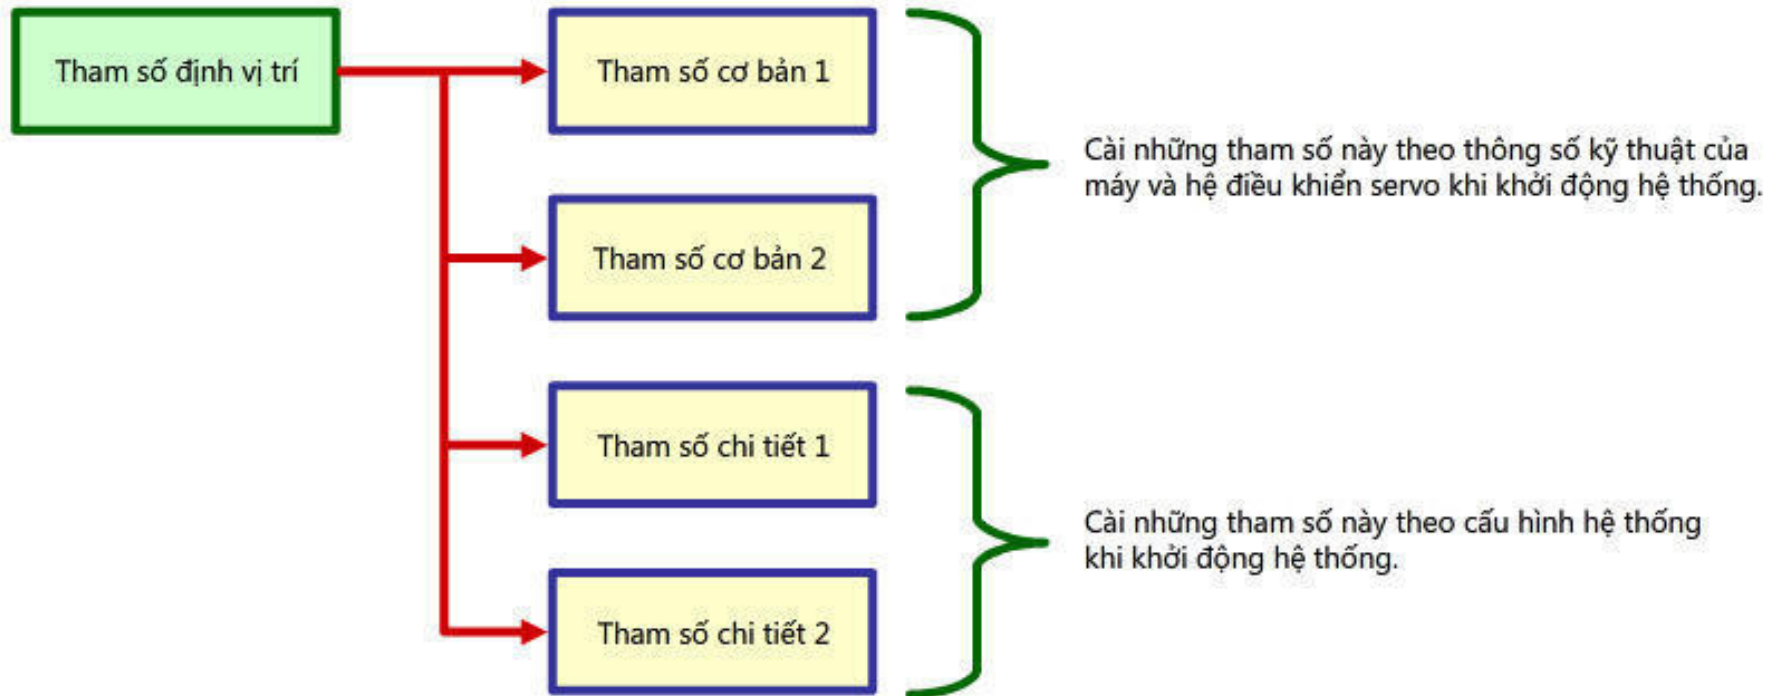 Tham số định vị trí
Tham số cơ bản 1
Tham số cơ bản 2
Cài những tham số này theo thông số kỹ thuật của
máy và hệ điều khiển servo khi khởi động hệ thống.
Tham số chi tiết 1
Tham số chi tiết 2
Cài những tham số này theo cấu hình hệ thống
khi khởi động hệ thống.